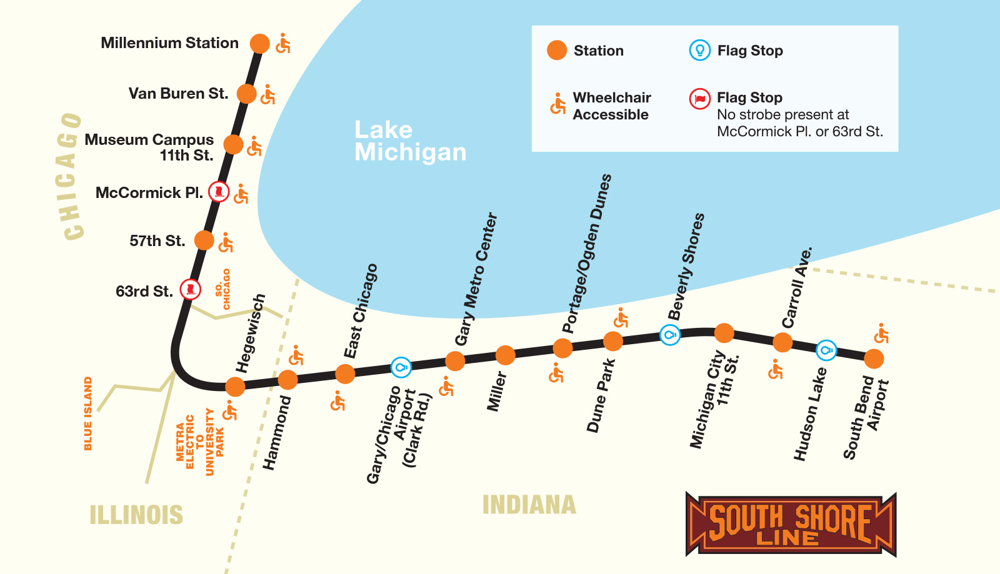 Millennium Station
Van Buren St.
Museum Campus
11th St.
McCormick Pl.
57th St.
63rd St.
CHICAGO
SO.
CHICAGO
Lake
Michigan
Station
Flag Stop
Wheelchair
Accessible
Flag Stop
No strobe present at
McCormick Pl. or 63rd St.
Hegewisch
Hammond
East Chicago
Gary/Chicago
Airport
(Clark Rd.)
Gary Metro Center
Miller
Portage/Ogden Dunes
Dune Park
Beverly Shores
Michigan City
11th St.
Carroll Ave.
Hudson Lake
South Bend
Airport
BLUE ISLAND
METRA
ELECTRIC
TO
UNIVERSITY
PARK
ILLINOIS
INDIANA
SOUTH SHORE
LINE